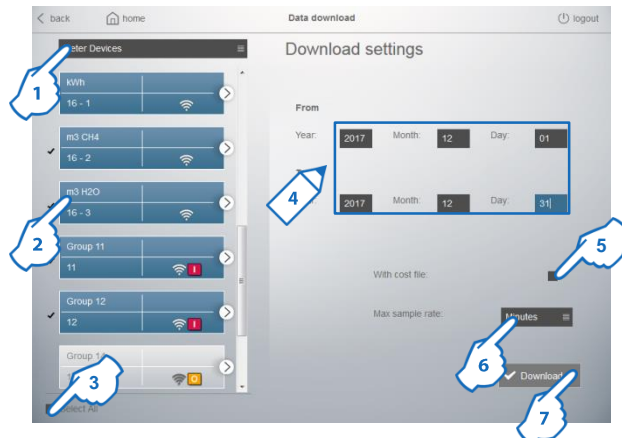 back
home
Data download
logout
eter Devices
Download settings
kWh
16 - 1
1
From
Year:
2017
Month:
12
Day:
01
m3 CH4
16 - 2
4
m3 H2O
16 - 3
2017
Month:
12
Day:
31
2
Group 11
11
I
5
With cost file:
Group 12
12
I
Max sample rate:
Minutes
6
Group 14
O
3
Download
Select All
7